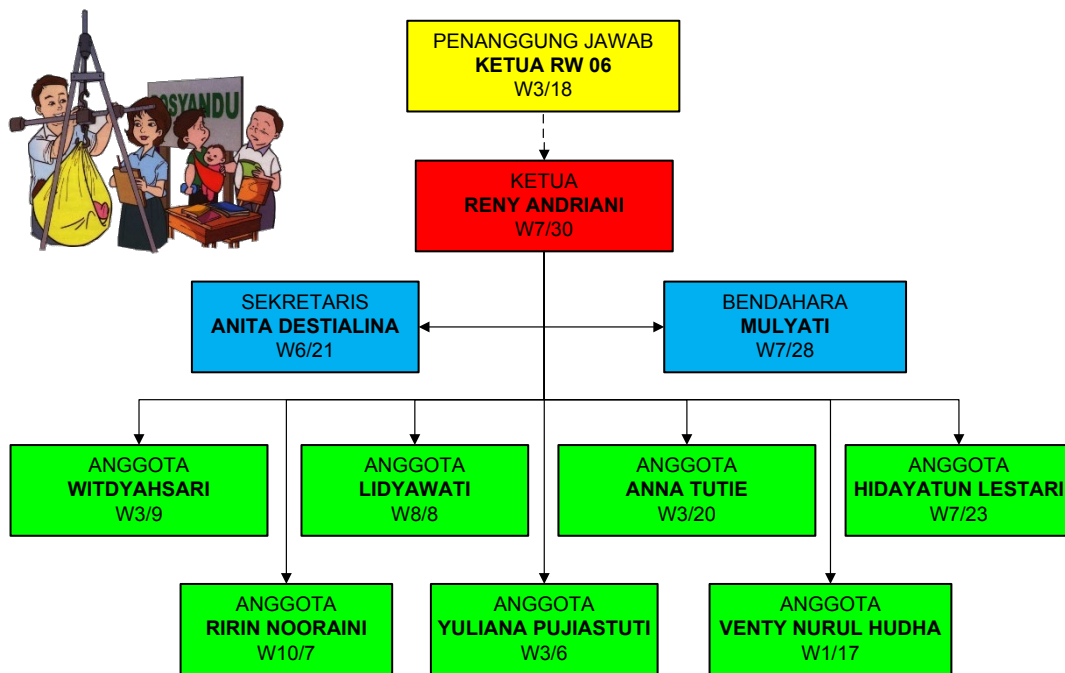 OSYANDU
PENANGGUNG JAWAB
KETUA RW 06
W3/18
KETUA
RENY ANDRIANI
W7/30
SEKRETARIS
ANITA DESTIALINA
W6/21
BENDAHARA
MULYATI
W7/28
ANGGOTA
WITDYAHSARI
W3/9
ANGGOTA
LIDYAWATI
W8/8
ANGGOTA
ANNA TUTIE
W3/20
ANGGOTA
HIDAYATUN LESTARI
W7/23
ANGGOTA
RIRIN NOORAINI
W10/7
ANGGOTA
YULIANA PUJIASTUTI
W3/6
ANGGOTA
VENTY NURUL HUDHA
W1/17